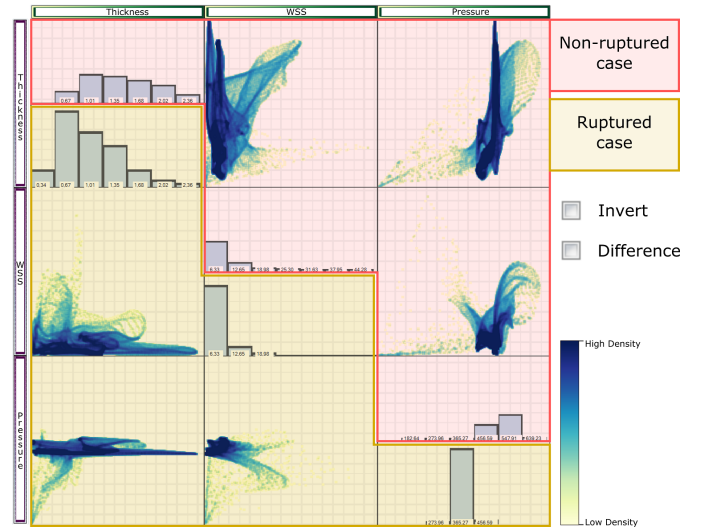 Thickness
WSS
Pressure
Non-ruptured
case
Thickness
0.67 1.01 1.35 1.68 2.02 2.36
Ruptured
case
0.34 0.67 1.01 1.35 1.68 2.02 2.36
Invert
Difference
WSS
6.33 12.65 18.98 25.30 31.63 37.95 44.28
6.33 12.65 18.98
High Density
Pressure
182.64 273.96 365.27 456.59 547.91 639.23
273.96 365.27 456.59
Low Density